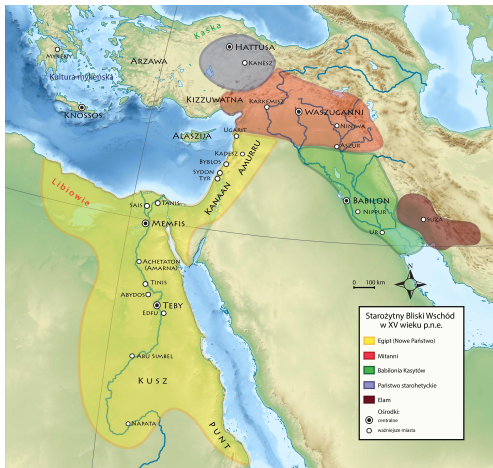 Kaska
HATTUSA
KANESZ
ARZAWA
MYKENY
Kultura mykeńska
KNOSSOS
KIZZUWATNA
KARKEMISZ
WASZUGANNI
NINIWA
ASZUR
ALASZIJA
UGARIT
KADESZ
AMURRU
BYBLOS
SYDON
TYR
KANAAN
Libiowie
SAIS
TANIS
MEMFIS
BABILON
NIPPUR
UR
SUZA
ACHETATON
(AMARNA)
TINIS
ABYDOS
TEBY
EDFU
ABU SIMBEL
KUSZ
NAPATA
PUNT
0 100 km
Starożytny Bliski Wschód
w XV wieku p.n.e.
Egipt (Nowe Państwo)
Mitanni
Babilonia Kasytów
Państwo starohetyckie
Elam
Ośrodki:
centralne
ważniejsze miasta